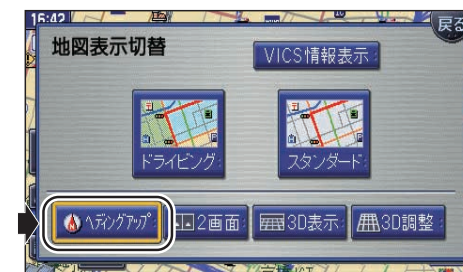 16:42
戻る
地図表示切替
VICS情報表示
ドライビング
スタンダード
ヘディングアップ
2画面
3D表示
3D調整